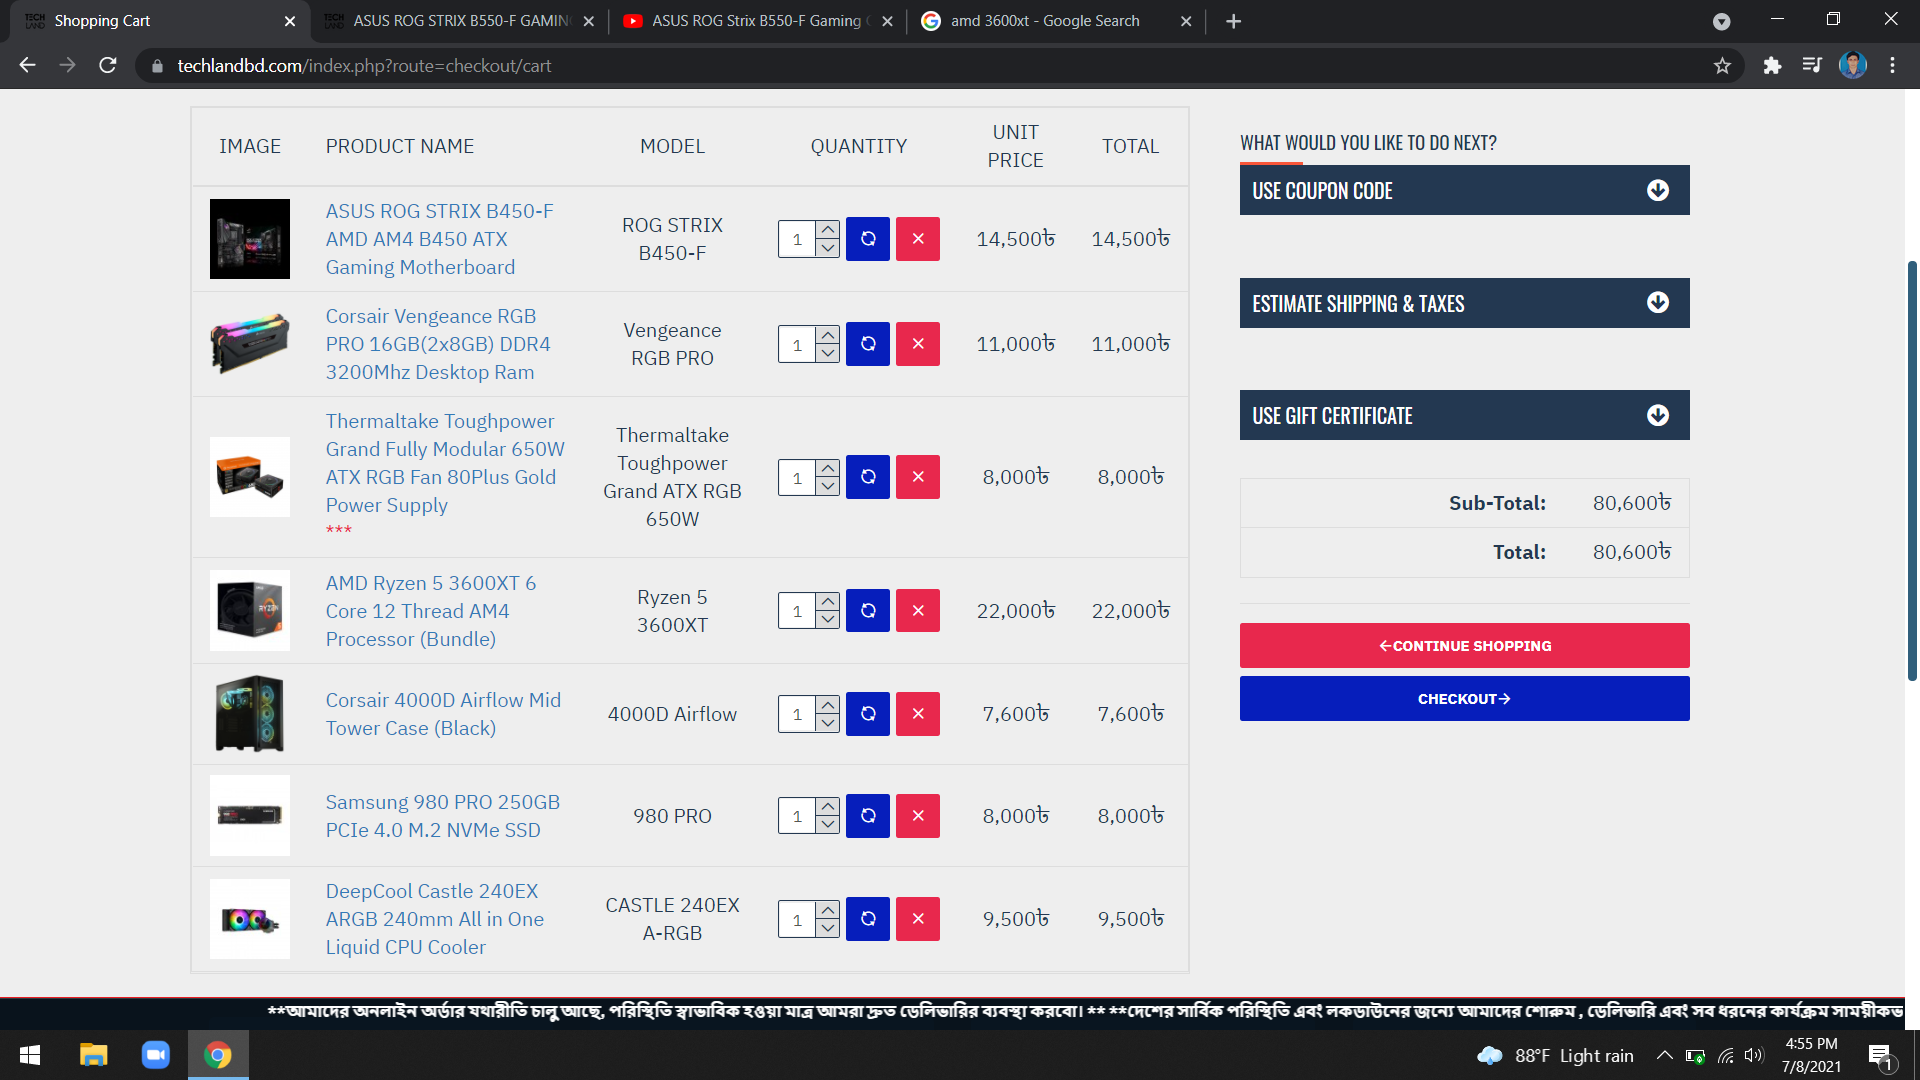 TECH LAND Shopping Cart
TECH LAND ASUS ROG STRIX B550-F GAMIN
ASUS ROG Strix B550-F Gaming
amd 3600xt - Google Search
techlandbd.com/index.php?route=checkout/cart
IMAGE PRODUCT NAME MODEL QUANTITY UNIT PRICE TOTAL
ASUS ROG STRIX B450-F
AMD AM4 B450 ATX
Gaming Motherboard
ROG STRIX
B450-F
1 14,500৳ 14,500৳
Corsair Vengeance RGB
PRO 16GB(2x8GB) DDR4
3200Mhz Desktop Ram
Vengeance
RGB PRO
1 11,000৳ 11,000৳
Thermaltake Toughpower
Grand Fully Modular 650W
ATX RGB Fan 80Plus Gold
Power Supply
***
Thermaltake
Toughpower
Grand ATX RGB
650W
1 8,000৳ 8,000৳
AMD Ryzen 5 3600XT 6
Core 12 Thread AM4
Processor (Bundle)
Ryzen 5
3600XT
1 22,000৳ 22,000৳
Corsair 4000D Airflow Mid
Tower Case (Black)
4000D Airflow
1 7,600৳ 7,600৳
Samsung 980 PRO 250GB
PCIe 4.0 M.2 NVMe SSD
980 PRO
1 8,000৳ 8,000৳
DeepCool Castle 240EX
ARGB 240mm All in One
Liquid CPU Cooler
CASTLE 240EX
A-RGB
1 9,500৳ 9,500৳
WHAT WOULD YOU LIKE TO DO NEXT?
USE COUPON CODE
ESTIMATE SHIPPING & TAXES
USE GIFT CERTIFICATE
Sub-Total: 80,600৳
Total: 80,600৳
←CONTINUE SHOPPING
CHECKOUT→
**আমাদের অনলাইন অর্ডার যথারীতি চালু আছে, পরিস্থিতি স্বাভাবিক হওয়া মাত্র আমরা দ্রুত ডেলিভারির ব্যবস্থা করবো। ** **দেশের সার্বিক পরিস্থিতি এবং লকডাউনের জন্যে আমাদের শোরুম , ডেলিভারি এবং সব ধরনের কার্যক্রম সাময়ীকভ
88°F Light rain
4:55 PM
7/8/2021
1